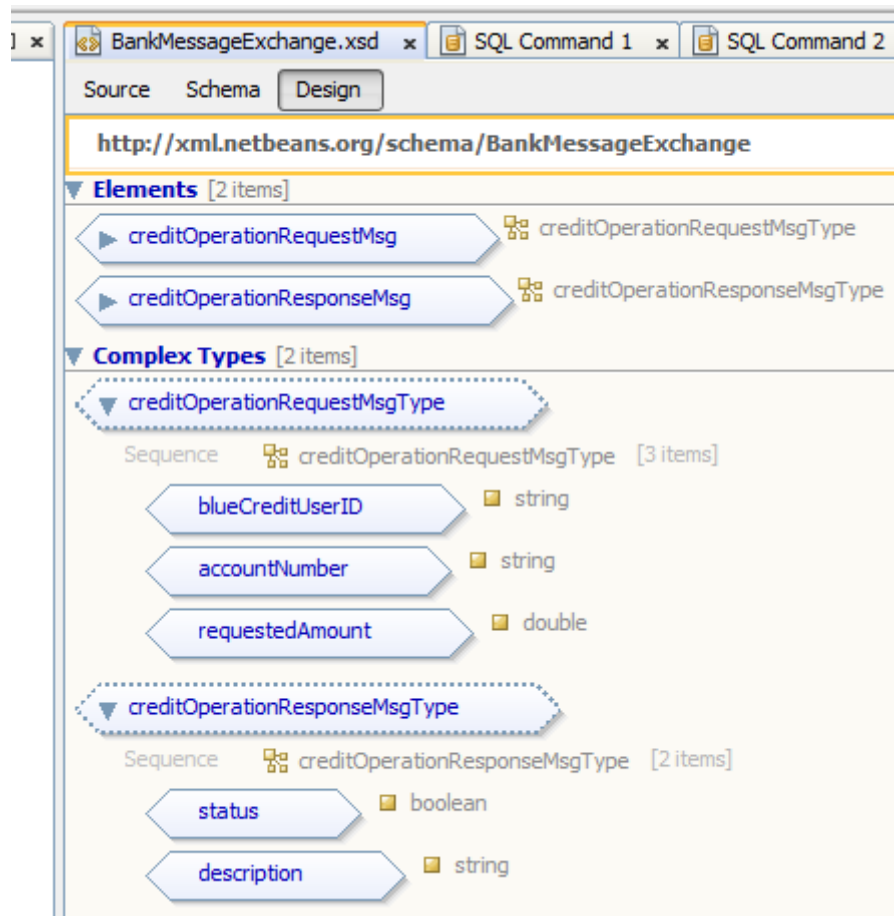 BankMessageExchange.xsd x SQL Command 1 x SQL Command 2
Source Schema Design
http://xml.netbeans.org/schema/BankMessageExchange
Elements [2 items]
creditOperationRequestMsg creditOperationRequestMsgType
creditOperationResponseMsg creditOperationResponseMsgType
Complex Types [2 items]
creditOperationRequestMsgType
Sequence creditOperationRequestMsgType [3 items]
blueCreditUserID string
accountNumber string
requestedAmount double
creditOperationResponseMsgType
Sequence creditOperationResponseMsgType [2 items]
status boolean
description string